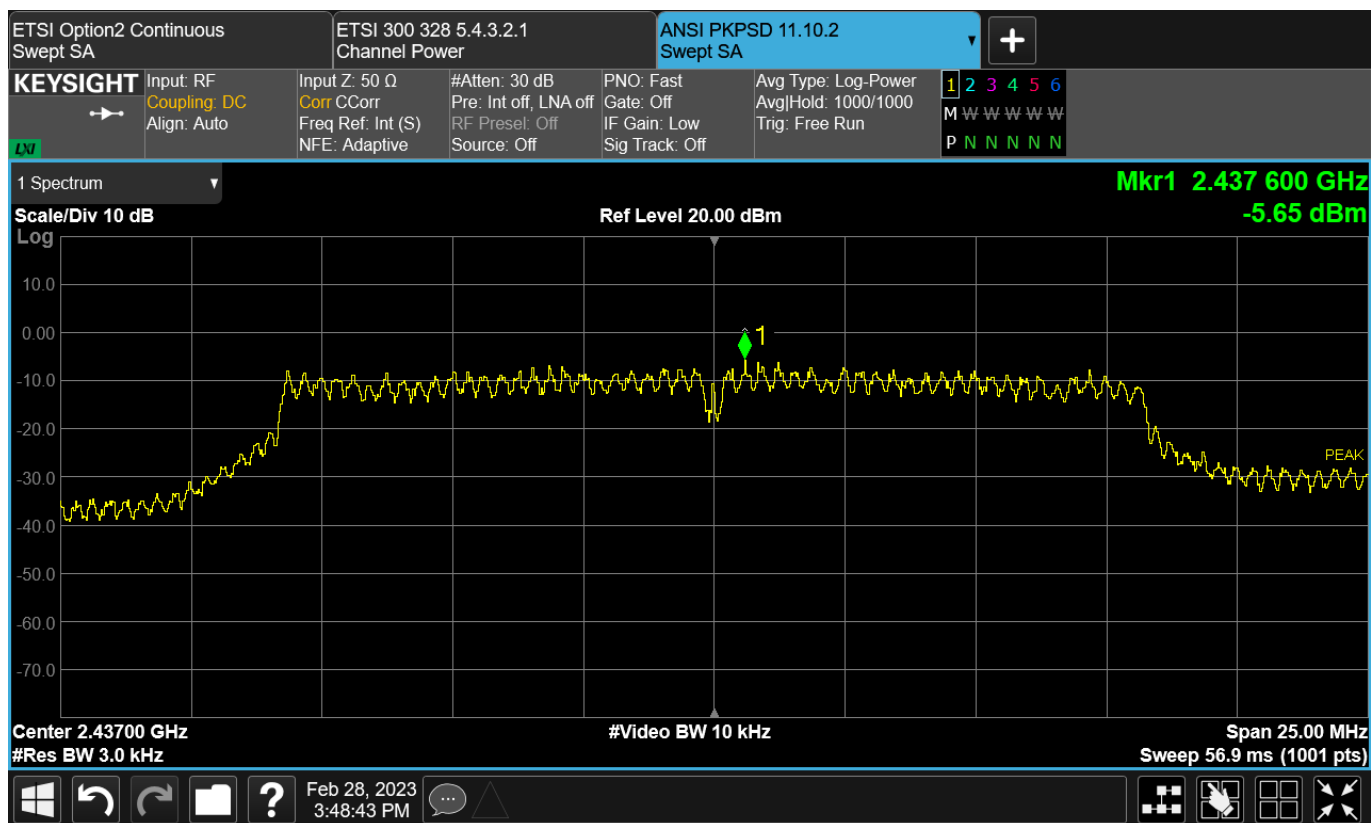 ETSI Option2 Continuous
Swept SA
ETSI 300 328 5.4.3.2.1
Channel Power
ANSI PKPSD 11.10.2
Swept SA
KEYSIGHT
LXI
Input: RF
Coupling: DC
Align: Auto
Input Z: 50 Ω
Corr CCorr
Freq Ref: Int (S)
NFE: Adaptive
#Atten: 30 dB
Pre: Int off, LNA off
RF Presel: Off
Source: Off
PNO: Fast
Gate: Off
IF Gain: Low
Sig Track: Off
Avg Type: Log-Power
Avg|Hold: 1000/1000
Trig: Free Run
1 2 3 4 5 6
M W W W W W
P N N N N N
1 Spectrum
Mkr1 2.437 600 GHz
-5.65 dBm
Scale/Div 10 dB
Ref Level 20.00 dBm
Log
10.0
0.00
-10.0
-20.0
-30.0
-40.0
-50.0
-60.0
-70.0
1
PEAK
Center 2.43700 GHz
#Video BW 10 kHz
Span 25.00 MHz
#Res BW 3.0 kHz
Sweep 56.9 ms (1001 pts)
?
Feb 28, 2023
3:48:43 PM